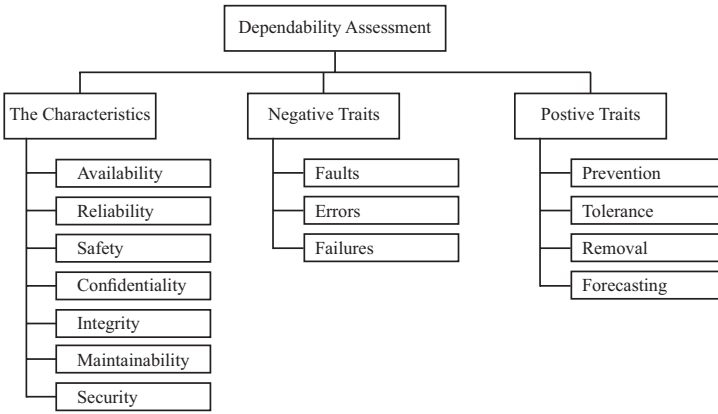 Dependability Assessment
The Characteristics
Negative Traits
Postive Traits
Availability
Reliability
Safety
Confidentiality
Integrity
Maintainability
Security
Faults
Errors
Failures
Prevention
Tolerance
Removal
Forecasting